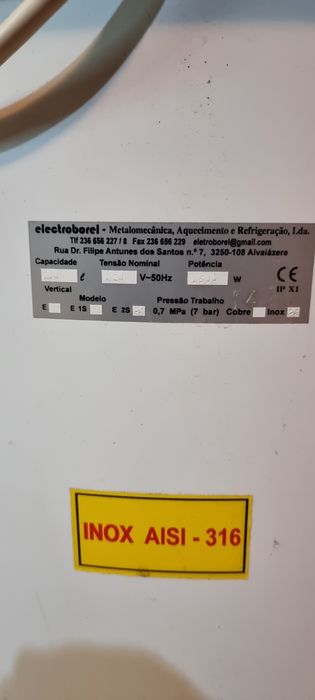 electroborel - Metalomecânica, Aquecimento e Refrigeração, Lda.
Tlf 236 656 227 / 8 Fax 236 656 229 eletroborel@gmail.com
Rua Dr. Filipe Antunes dos Santos n.º 7, 3250-108 Alvaiázere
Capacidade Tensão Nominal Potência
ℓ V~50Hz W CE
Vertical IP X1
Modelo Pressão Trabalho
E E 1S E 2S 0,7 MPa (7 bar) Cobre Inox
INOX AISI - 316